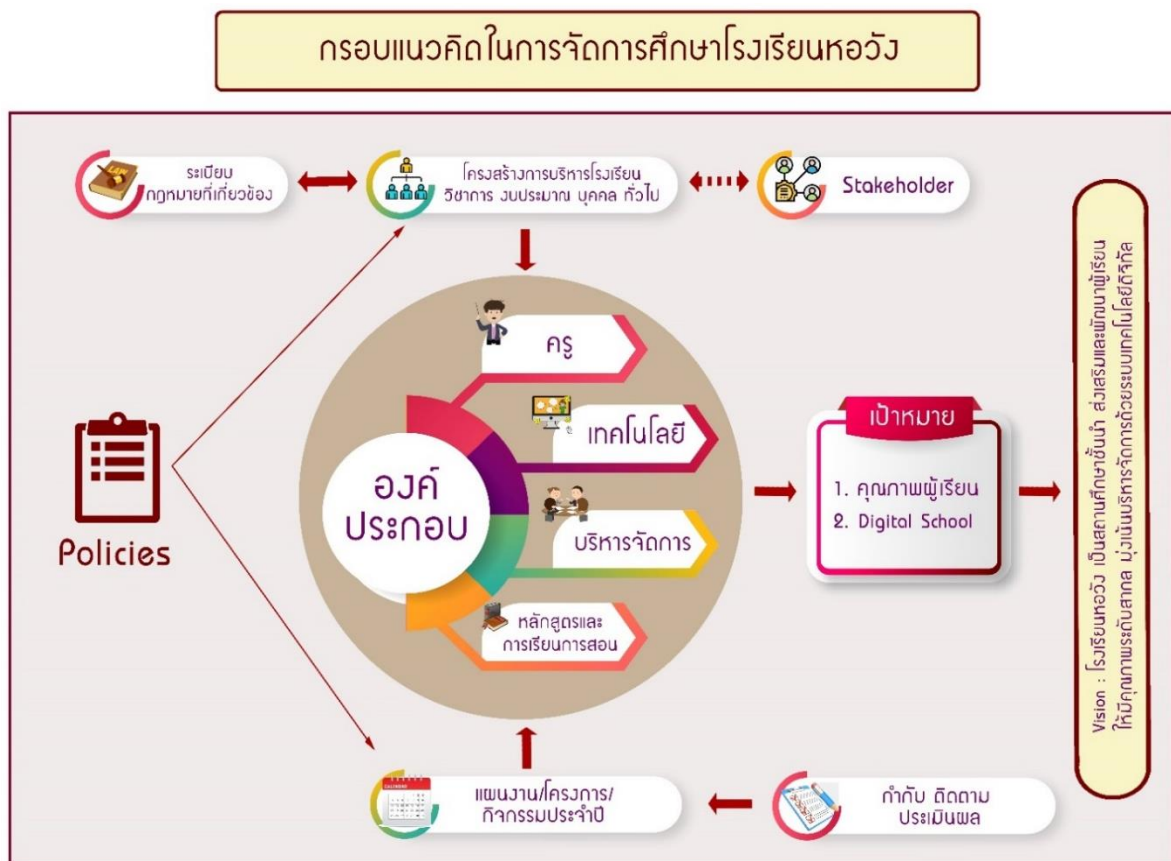 กรอบแนวคิดในการจัดการศึกษาโรงเรียนหอวัง
ระเบียบ
กฎหมายที่เกี่ยวข้อง
โครงสร้างการบริหารโรงเรียน
วิชาการ งบประมาณ บุคคล ทั่วไป
Stakeholder
LAW
Policies
องค์
ประกอบ
ครู
เทคโนโลยี
บริหารจัดการ
หลักสูตรและ
การเรียนการสอน
เป้าหมาย
1. คุณภาพผู้เรียน
2. Digital School
Vision : โรงเรียนหอวัง เป็นสถานศึกษาชั้นนำ ส่งเสริมและพัฒนาผู้เรียน
ให้มีคุณภาพระดับสากล มุ่งเน้นบริหารจัดการด้วยระบบเทคโนโลยีดิจิทัล
CALENDAR
แผนงาน/โครงการ/
กิจกรรมประจำปี
กำกับ ติดตาม
ประเมินผล